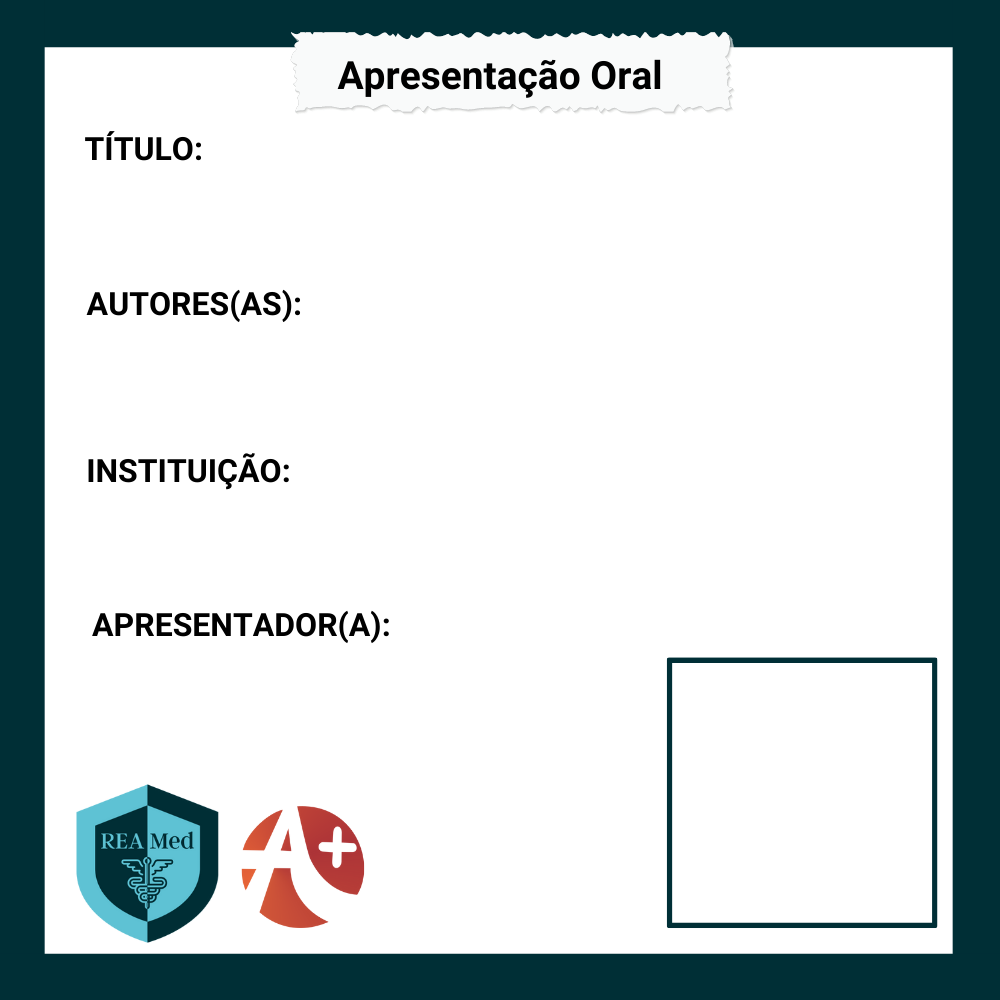 Apresentação Oral
TÍTULO:
AUTORES(AS):
INSTITUIÇÃO:
APRESENTADOR(A):
REA Med
A+